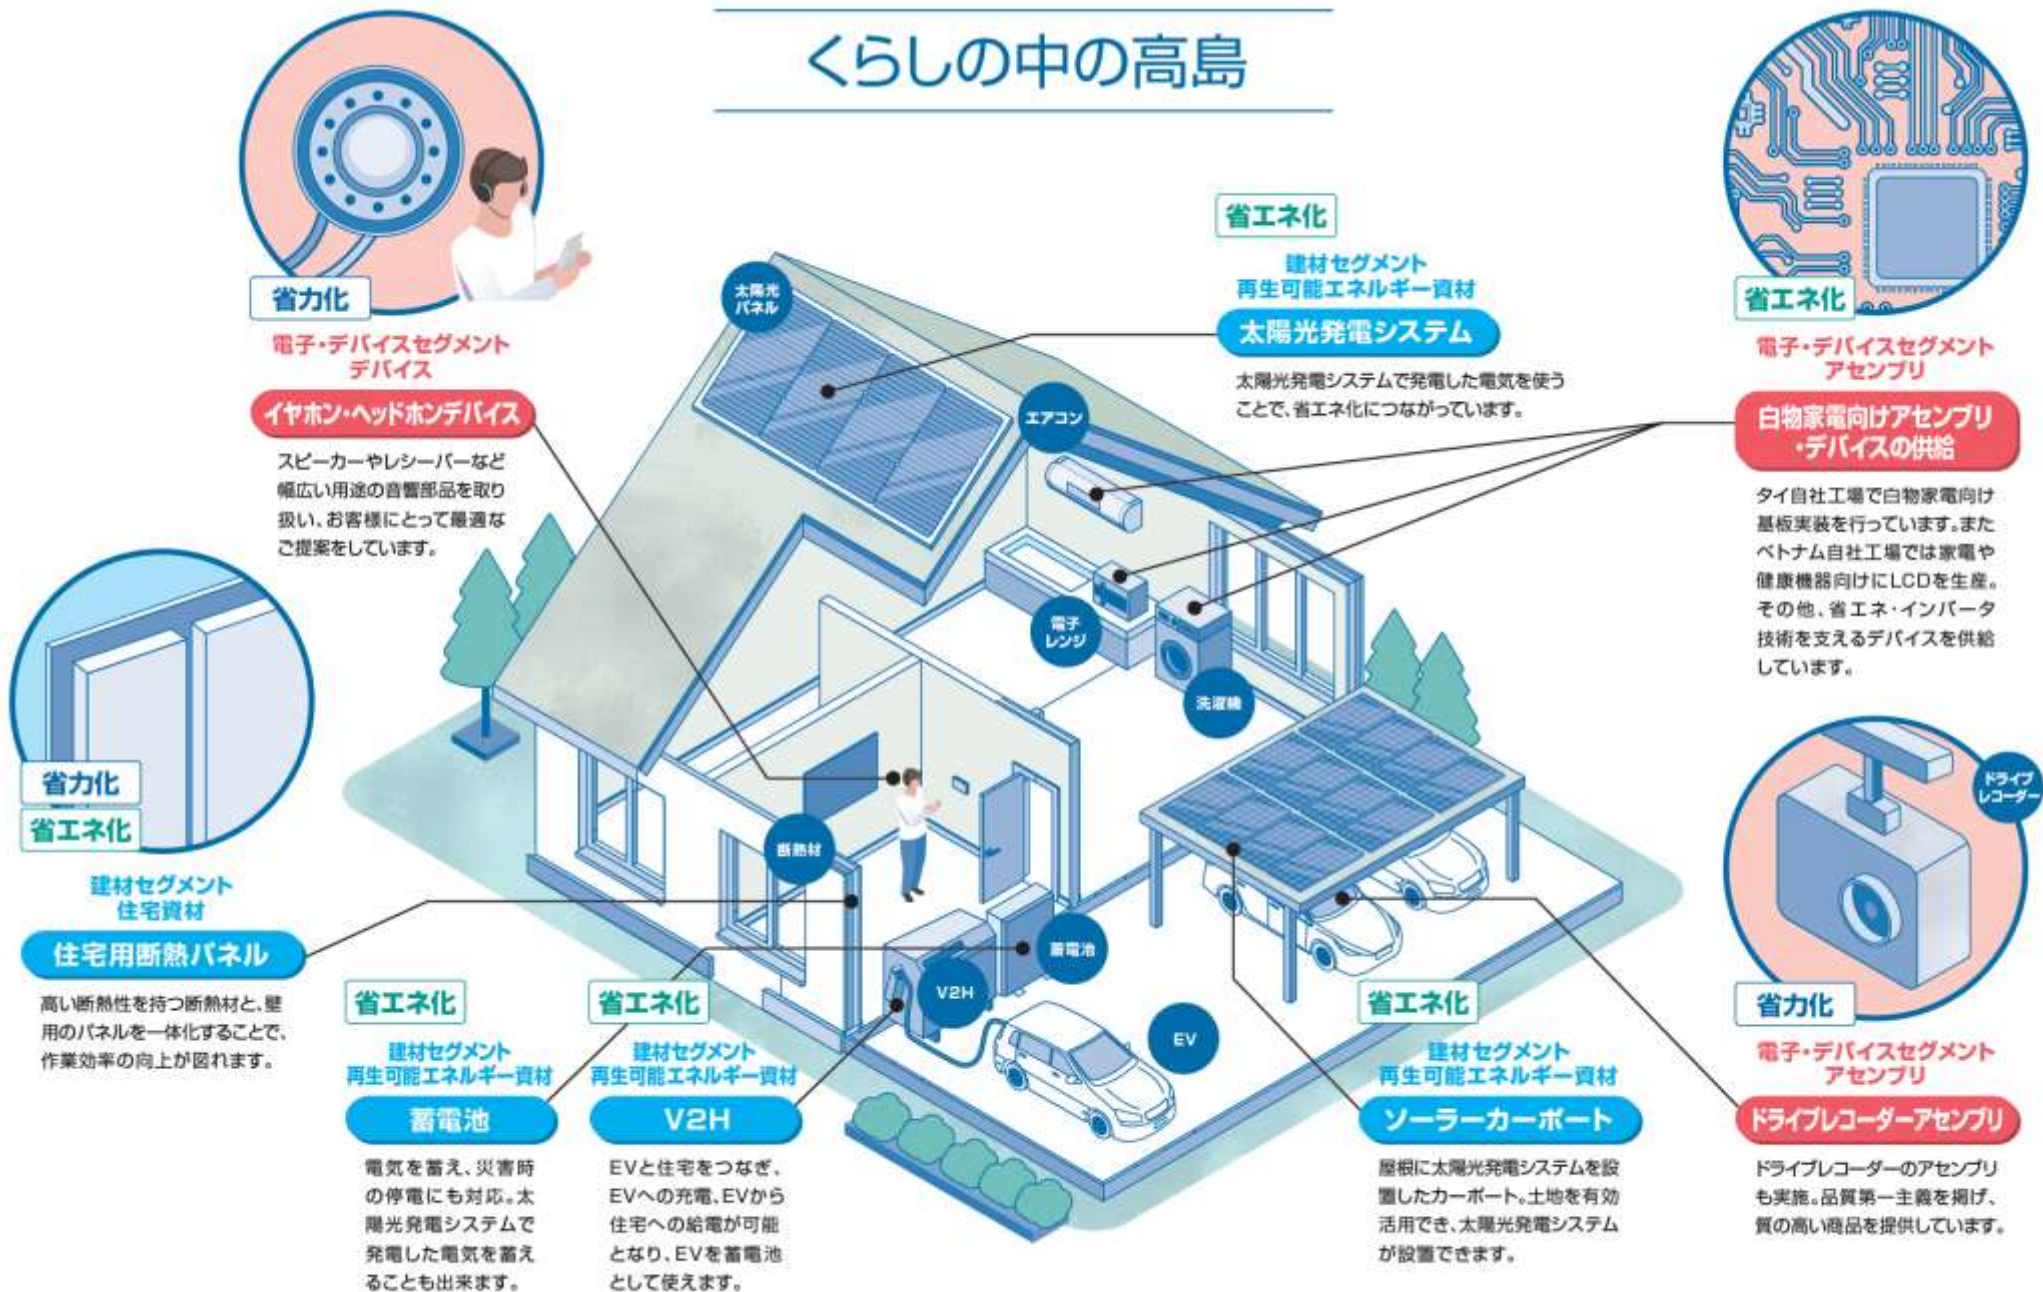 くらしの中の高島
省力化
電子・デバイスセグメント
デバイス
イヤホン・ヘッドホンデバイス
スピーカーやレシーバーなど
幅広い用途の音響部品を取り
扱い、お客様にとって最適な
ご提案をしています。
省エネ化
建材セグメント
再生可能エネルギー資材
太陽光発電システム
太陽光発電システムで発電した電気を使う
ことで、省エネ化につながっています。
省エネ化
電子・デバイスセグメント
アセンブリ
白物家電向けアセンブリ
・デバイスの供給
タイ自社工場で白物家電向け
基板実装を行っています。また
ベトナム自社工場では家電や
健康機器向けにLCDを生産。
その他、省エネ・インバータ
技術を支えるデバイスを供給
しています。
太陽光
パネル
エアコン
電子
レンジ
洗濯機
断熱材
蓄電池
V2H
EV
省力化
省エネ化
建材セグメント
住宅資材
住宅用断熱パネル
高い断熱性を持つ断熱材と、壁
用のパネルを一体化することで、
作業効率の向上が図れます。
省エネ化
建材セグメント
再生可能エネルギー資材
蓄電池
電気を蓄え、災害時
の停電にも対応。太
陽光発電システムで
発電した電気を蓄え
ることも出来ます。
省エネ化
建材セグメント
再生可能エネルギー資材
V2H
EVと住宅をつなぎ、
EVへの充電、EVから
住宅への給電が可能
となり、EVを蓄電池
として使えます。
省エネ化
建材セグメント
再生可能エネルギー資材
ソーラーカーポート
屋根に太陽光発電システムを設
置したカーポート。土地を有効
活用でき、太陽光発電システム
が設置できます。
ドライブ
レコーダー
省力化
電子・デバイスセグメント
アセンブリ
ドライブレコーダーアセンブリ
ドライブレコーダーのアセンブリ
も実施。品質第一主義を掲げ、
質の高い商品を提供しています。